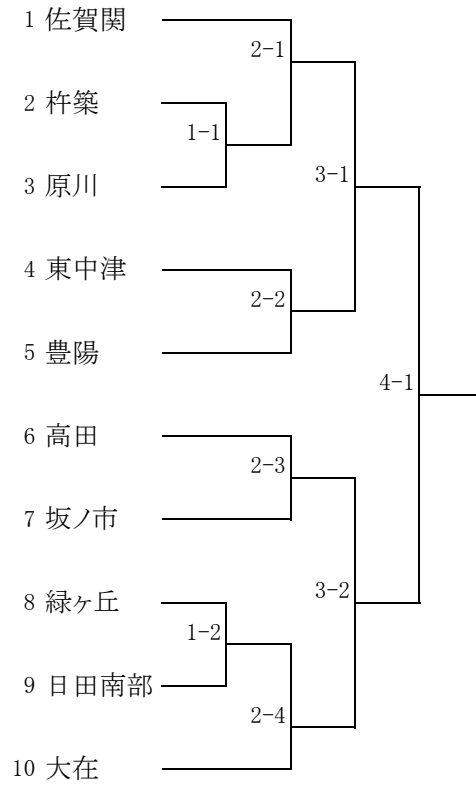 1 佐賀関
2-1
2 杵築
1-1
3 原川
3-1
4 東中津
2-2
5 豊陽
4-1
6 高田
2-3
7 坂ノ市
3-2
8 緑ヶ丘
1-2
9 日田南部
2-4
10 大在